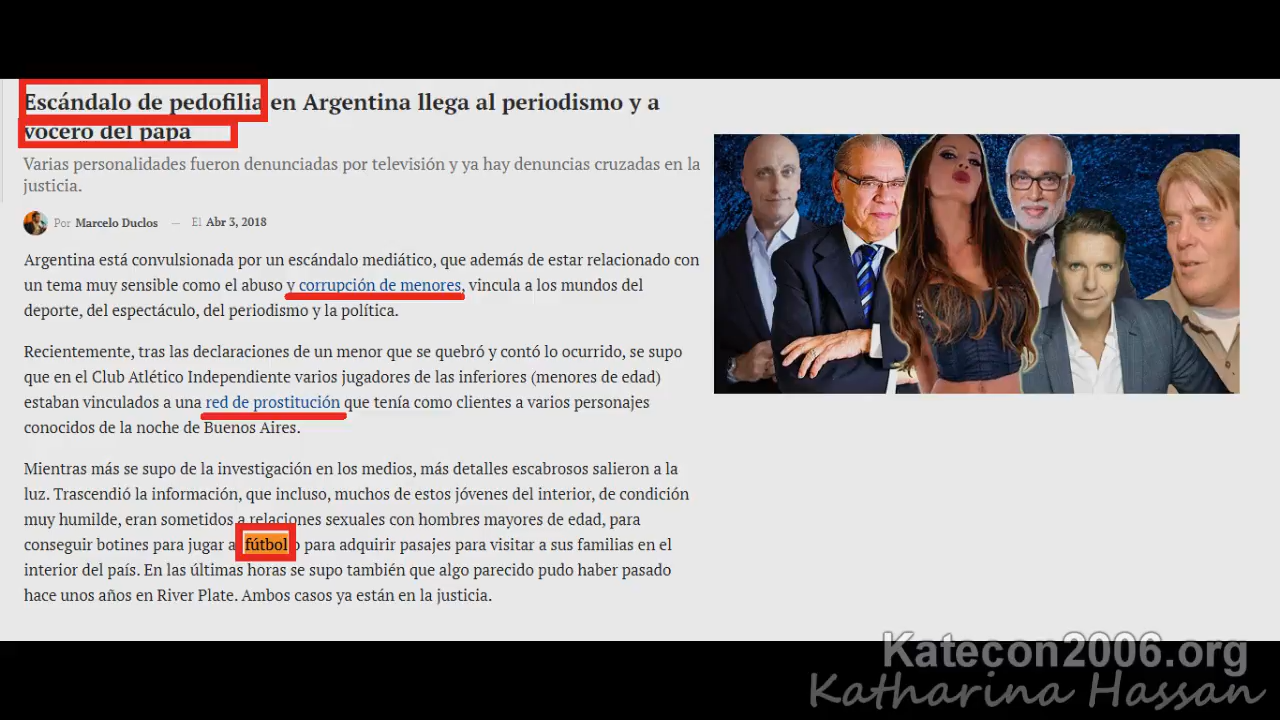 Escándalo de pedofilia en Argentina llega al periodismo y a
vocero del papa
Varias personalidades fueron denunciadas por televisión y ya hay denuncias cruzadas en la
justicia.
Por Marcelo Duclos — El Abr 3, 2018
Argentina está convulsionada por un escándalo mediático, que además de estar relacionado con
un tema muy sensible como el abuso y corrupción de menores, vincula a los mundos del
deporte, del espectáculo, del periodismo y la política.
Recientemente, tras las declaraciones de un menor que se quebró y contó lo ocurrido, se supo
que en el Club Atlético Independiente varios jugadores de las inferiores (menores de edad)
estaban vinculados a una red de prostitución que tenía como clientes a varios personajes
conocidos de la noche de Buenos Aires.
Mientras más se supo de la investigación en los medios, más detalles escabrosos salieron a la
luz. Trascendió la información, que incluso, muchos de estos jóvenes del interior, de condición
muy humilde, eran sometidos a relaciones sexuales con hombres mayores de edad, para
conseguir botines para jugar al fútbol o para adquirir pasajes para visitar a sus familias en el
interior del país. En las últimas horas se supo también que algo parecido pudo haber pasado
hace unos años en River Plate. Ambos casos ya están en la justicia.
Katecon2006.org
Katharina Hassan